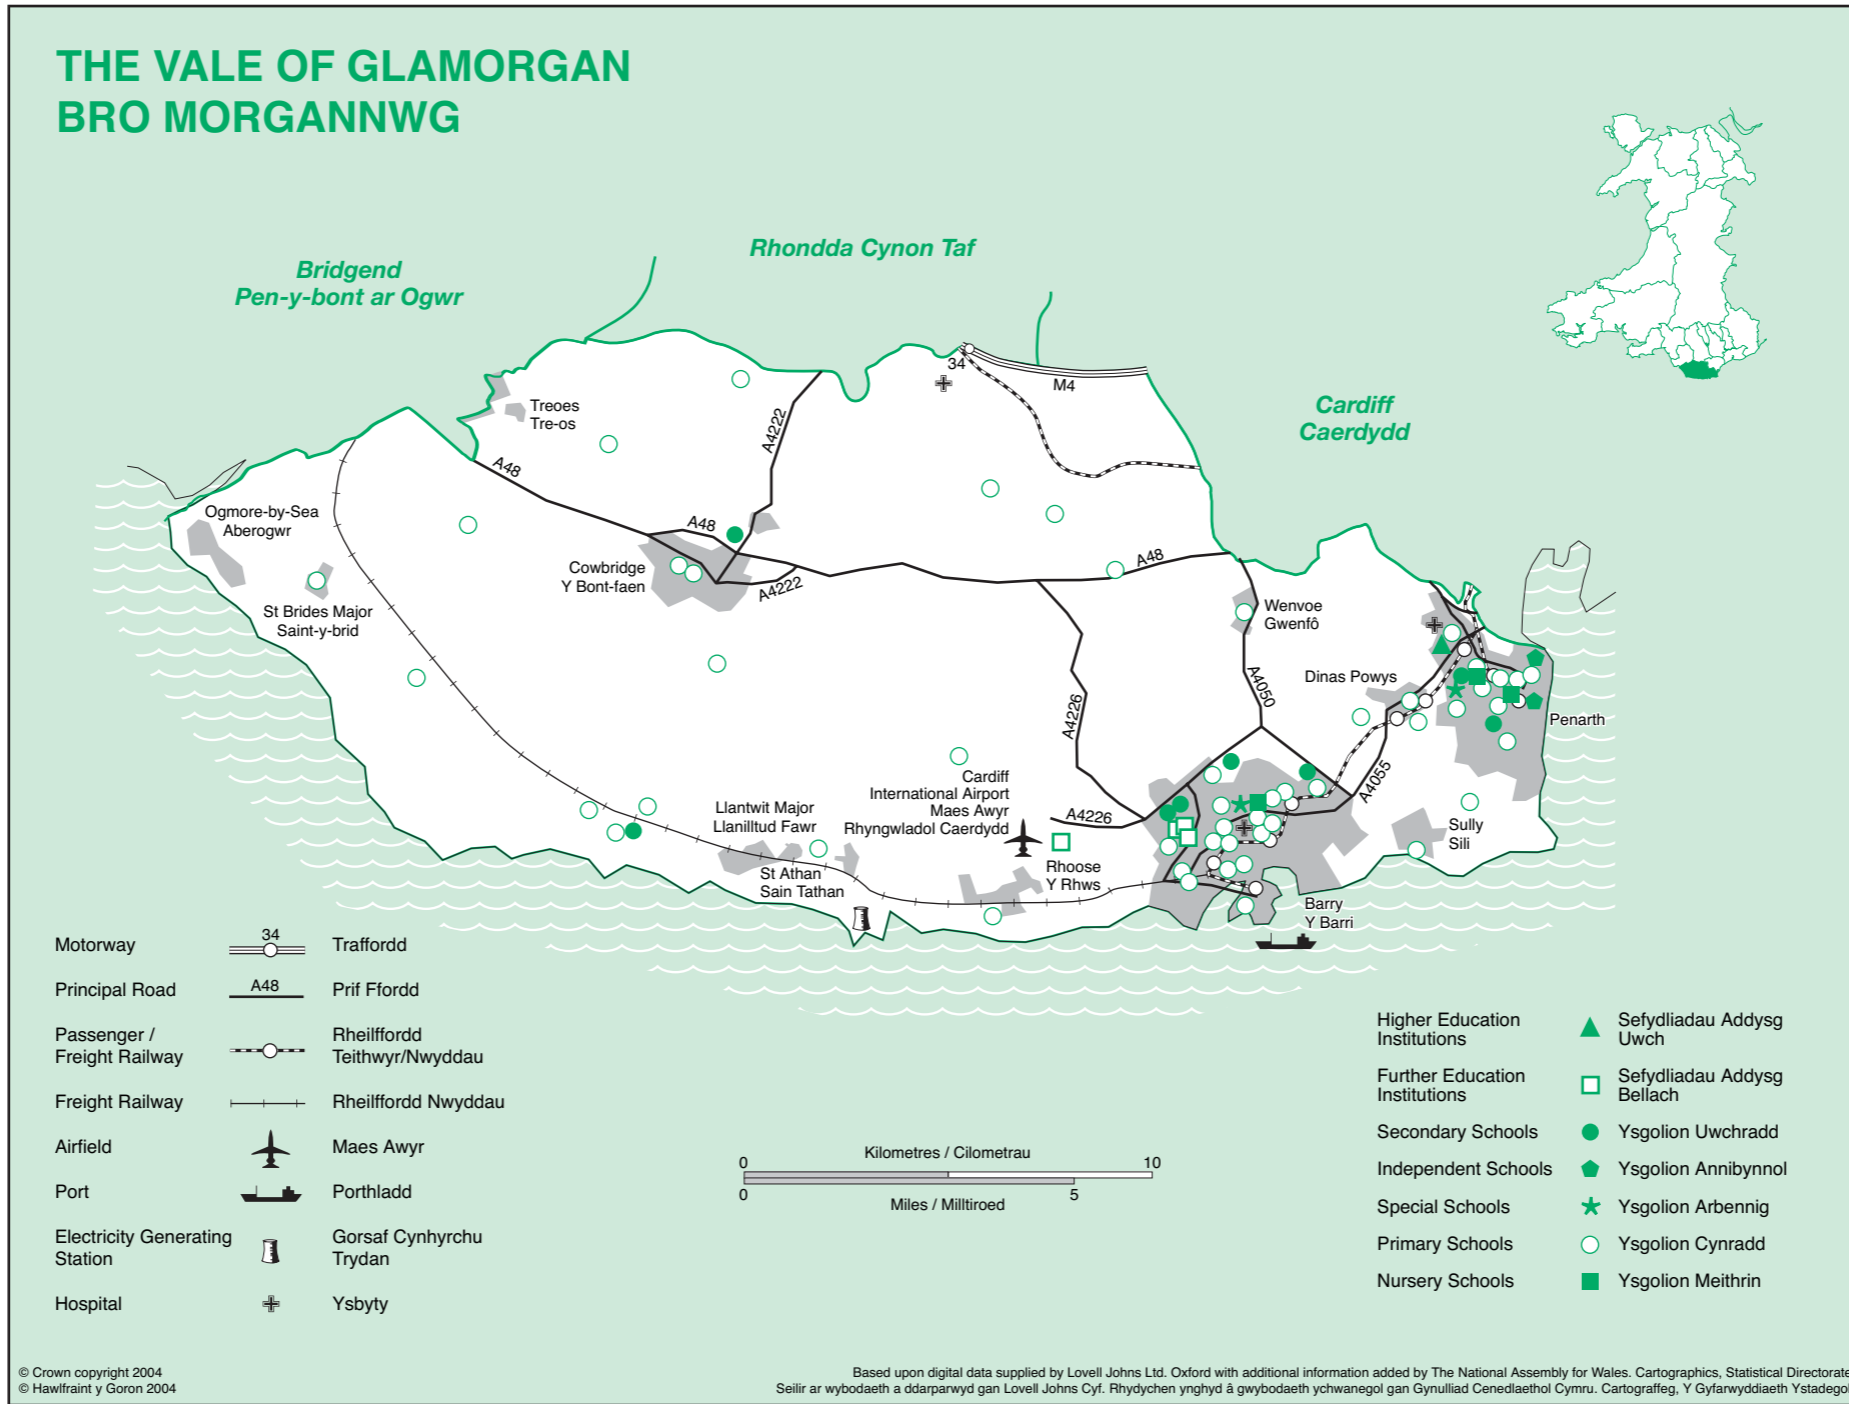 THE VALE OF GLAMORGAN
BRO MORGANNWG
Bridgend
Pen-y-bont ar Ogwr
Rhondda Cynon Taf
Cardiff
Caerdydd
34
M4
Treoes
Tre-os
A4222
A48
Ogmore-by-Sea
Aberogwr
A48
Cowbridge
Y Bont-faen
A4222
A48
St Brides Major
Saint-y-brid
Wenvoe
Gwenfô
Dinas Powys
A4050
A4226
Penarth
Cardiff
International Airport
Maes Awyr
Rhyngwladol Caerdydd
A4055
Llantwit Major
Llanilltud Fawr
A4226
Sully
Sili
St Athan
Sain Tathan
Rhoose
Y Rhws
Barry
Y Barri
Motorway
34
Traffordd
Principal Road
A48
Prif Ffordd
Passenger /
Freight Railway
Rheilffordd
Teithwyr/Nwyddau
Freight Railway
Rheilffordd Nwyddau
Airfield
Maes Awyr
Port
Porthladd
Electricity Generating
Station
Gorsaf Cynhyrchu
Trydan
Hospital
Ysbyty
Kilometres / Cilometrau
0
10
0
5
Miles / Milltiroed
Higher Education
Institutions
Sefydliadau Addysg
Uwch
Further Education
Institutions
Sefydliadau Addysg
Bellach
Secondary Schools
Ysgolion Uwchradd
Independent Schools
Ysgolion Annibynnol
Special Schools
Ysgolion Arbennig
Primary Schools
Ysgolion Cynradd
Nursery Schools
Ysgolion Meithrin
© Crown copyright 2004
© Hawlfraint y Goron 2004
Based upon digital data supplied by Lovell Johns Ltd. Oxford with additional information added by The National Assembly for Wales. Cartographics, Statistical Directorate
Seilir ar wybodaeth a ddarparwyd gan Lovell Johns Cyf. Rhydychen ynghyd â gwybodaeth ychwanegol gan Gynulliad Cenedlaethol Cymru. Cartograffeg, Y Gyfarwyddiaeth Ystadegol